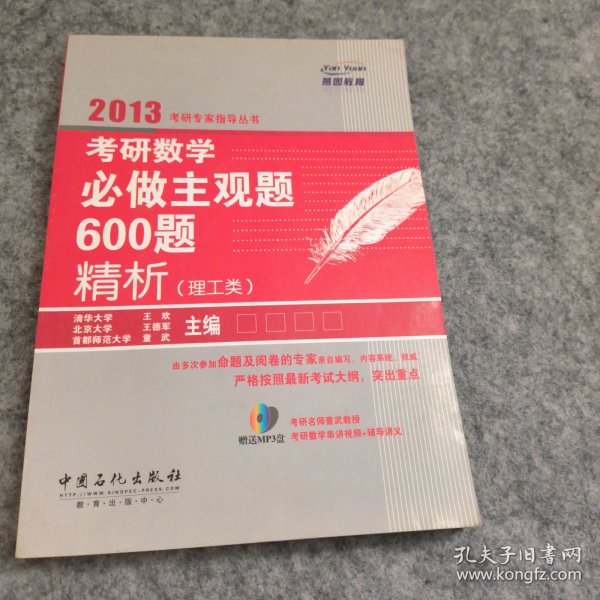 YAN YUAN
燕园教育
2013 考研专家指导丛书
考研数学
必做主观题
600题
精析(理工类)
清华大学 王欢
北京大学 王德军
首都师范大学 童武
主编
由多次参加命题及阅卷的专家亲自编写,内容系统、权威
严格按照最新考试大纲,突出重点
赠送MP3盘
考研名师童武教授
考研数学串讲视频+辅导讲义
中国石化出版社
HTTP://WWW.SINOPEC-PRESS.COM
教·育·出·版·中·心
孔夫子旧书网
www.kongfz.com